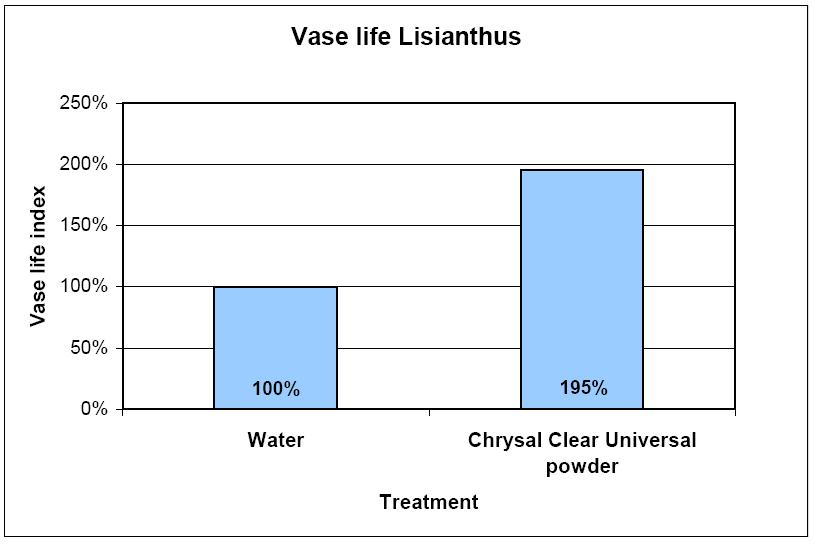 Vase life Lisianthus
250%
200%
150%
100%
50%
0%
Vase life index
100%
195%
Water
Chrysal Clear Universal
powder
Treatment